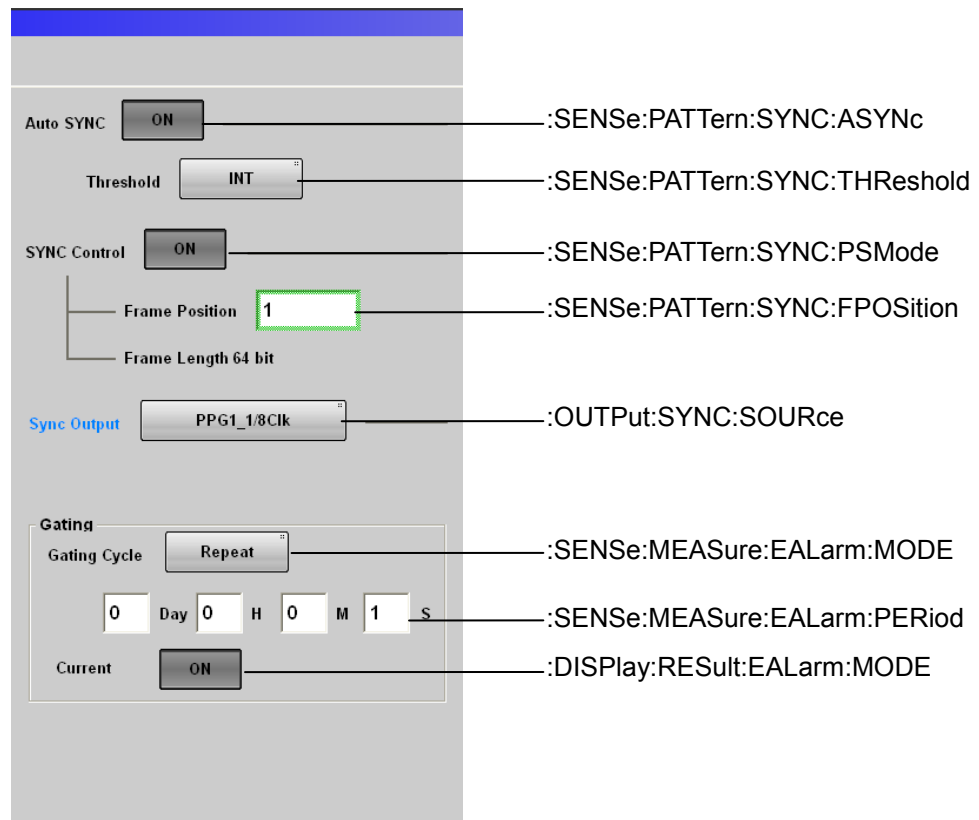 Auto SYNC ON :SENSe:PATTern:SYNC:ASYNc
Threshold INT :SENSe:PATTern:SYNC:THReshold
SYNC Control ON :SENSe:PATTern:SYNC:PSMode
Frame Position 1 :SENSe:PATTern:SYNC:FPOSition
Frame Length 64 bit
Sync Output PPG1_1/8Clk :OUTPut:SYNC:SOURce
Gating
Gating Cycle Repeat :SENSe:MEASure:EALarm:MODE
0 Day 0 H 0 M 1 S :SENSe:MEASure:EALarm:PERiod
Current ON :DISPlay:RESult:EALarm:MODE